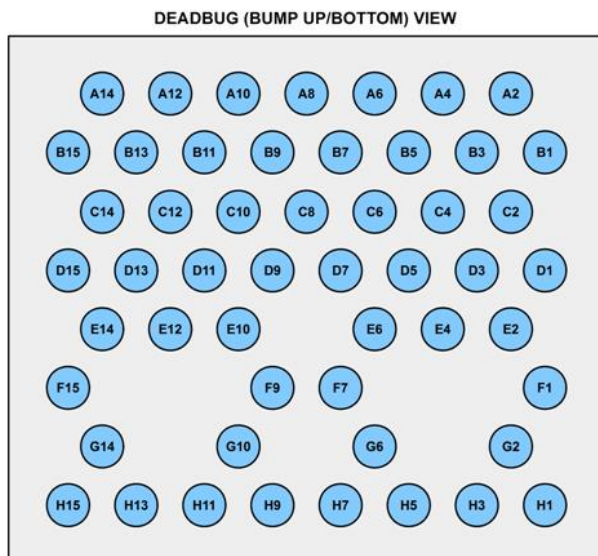 DEADBUG (BUMP UP/BOTTOM) VIEW
A14 A12 A10 A8 A6 A4 A2
B15 B13 B11 B9 B7 B5 B3 B1
C14 C12 C10 C8 C6 C4 C2
D15 D13 D11 D9 D7 D5 D3 D1
E14 E12 E10 E6 E4 E2
F15 F9 F7 F1
G14 G10 G6 G2
H15 H13 H11 H9 H7 H5 H3 H1